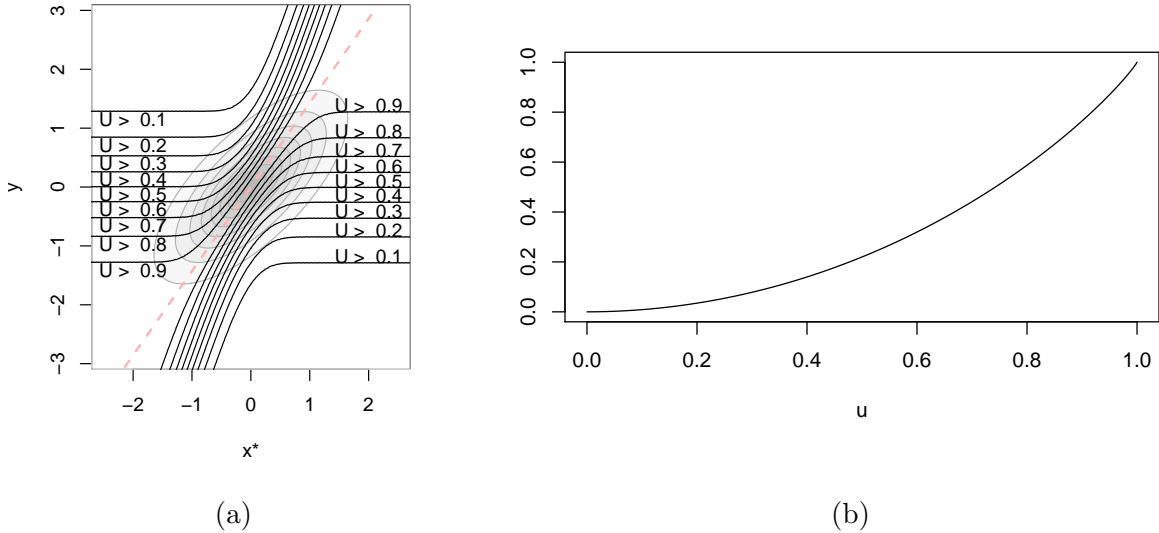 3
2
1
0
−1
−2
−3
y
U > 0.1
U > 0.2
U > 0.3
U > 0.4
U > 0.5
U > 0.6
U > 0.7
U > 0.8
U > 0.9
U > 0.9
U > 0.8
U > 0.7
U > 0.6
U > 0.5
U > 0.4
U > 0.3
U > 0.2
U > 0.1
−2 −1 0 1 2
x*
(a)
1.0
0.8
0.6
0.4
0.2
0.0
0.0 0.2 0.4 0.6 0.8 1.0
u
(b)